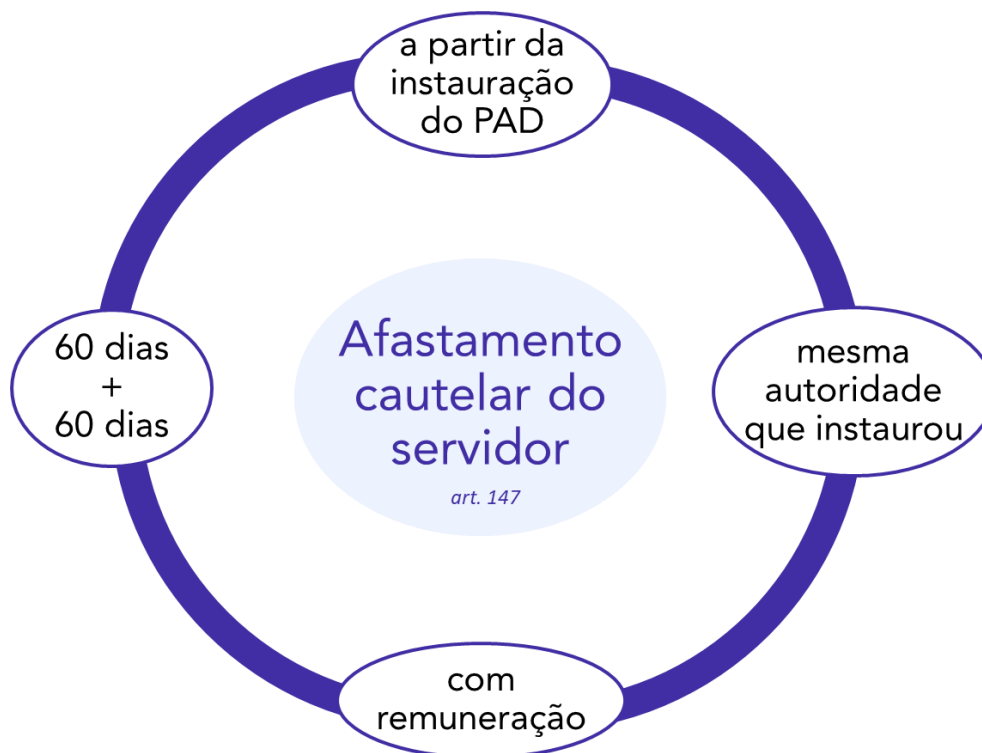 a partir da
instauração
do PAD
60 dias
+
60 dias
Afastamento
cautelar do
servidor
art. 147
mesma
autoridade
que instaurou
com
remuneração